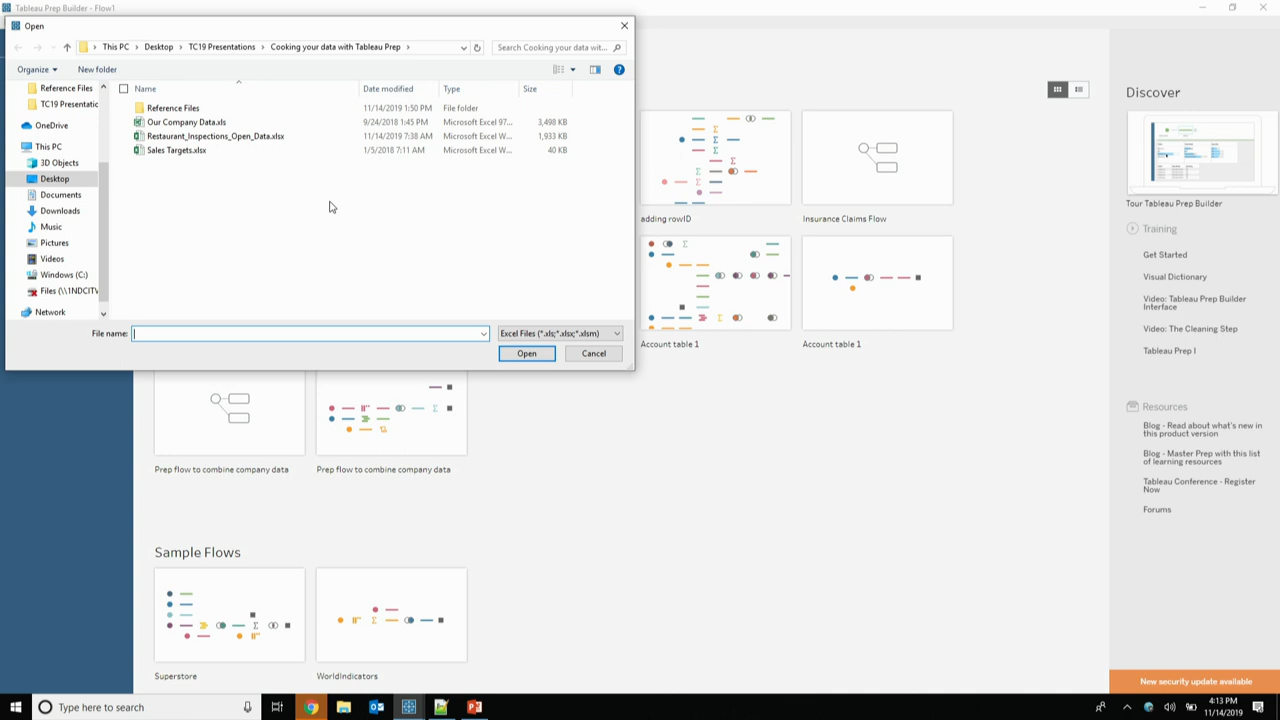 Tableau Prep Builder - Flow1
Open
This PC > Desktop > TC19 Presentations > Cooking your data with Tableau Prep >
Search Cooking your data wit...
Organize
New folder
Name
Date modified
Type
Size
Reference Files
TC19 Presentatic
OneDrive
This PC
3D Objects
Desktop
Documents
Downloads
Music
Pictures
Videos
Windows (C:)
Files (\\1NDCITV
Network
Reference Files 11/14/2019 1:50 PM File folder
Our Company Data.xls 9/24/2018 1:45 PM Microsoft Excel 97... 3,498 KB
Restaurant_Inspections_Open_Data.xlsx 11/14/2019 7:38 AM Microsoft Excel W... 1,933 KB
Sales Targets.xlsx 1/5/2018 7:11 AM Microsoft Excel W... 40 KB
File name:
Excel Files (*.xls;*.xlsx;*.xlsm)
Open
Cancel
adding rowID
Insurance Claims Flow
Account table 1
Account table 1
Prep flow to combine company data
Prep flow to combine company data
Sample Flows
Superstore
WorldIndicators
Discover
Tour Tableau Prep Builder
Training
Get Started
Visual Dictionary
Video: Tableau Prep Builder
Interface
Video: The Cleaning Step
Tableau Prep I
Resources
Blog - Read about what's new in
this product version
Blog - Master Prep with this list
of learning resources
Tableau Conference - Register
Now
Forums
New security update available
Type here to search
4:13 PM
11/14/2019